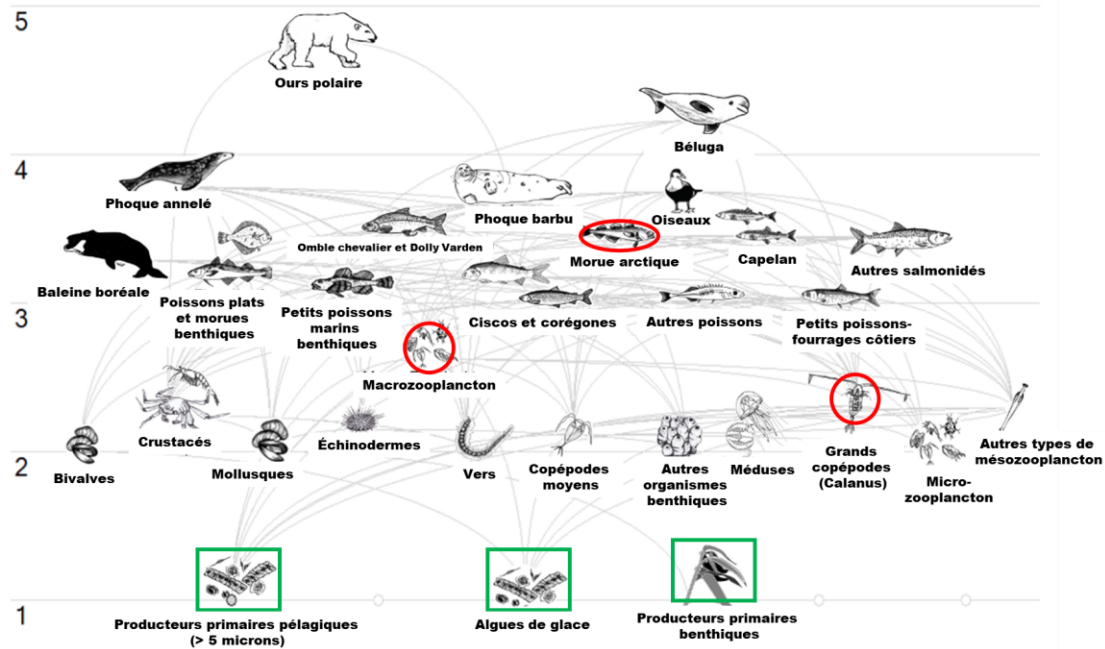 5
Ours polaire
Béluga
4
Phoque annelé
Phoque barbu
Oiseaux
Omble chevalier et Dolly Varden
Morue arctique
Capelan
Autres salmonidés
Baleine boréale
Poissons plats
et morues
benthiques
Petits poissons
marins
benthiques
3
Ciscos et corégones
Autres poissons
Petits poissons-
fourrages côtiers
Macrozooplancton
Crustacés
Échinodermes
2
Bivalves
Mollusques
Vers
Copépodes
moyens
Autres
organismes
benthiques
Méduses
Grands
copépodes
(Calanus)
Micro-
zooplancton
Autres types de
mésozooplancton
1
Producteurs primaires pélagiques
(> 5 microns)
Algues de glace
Producteurs primaires
benthiques